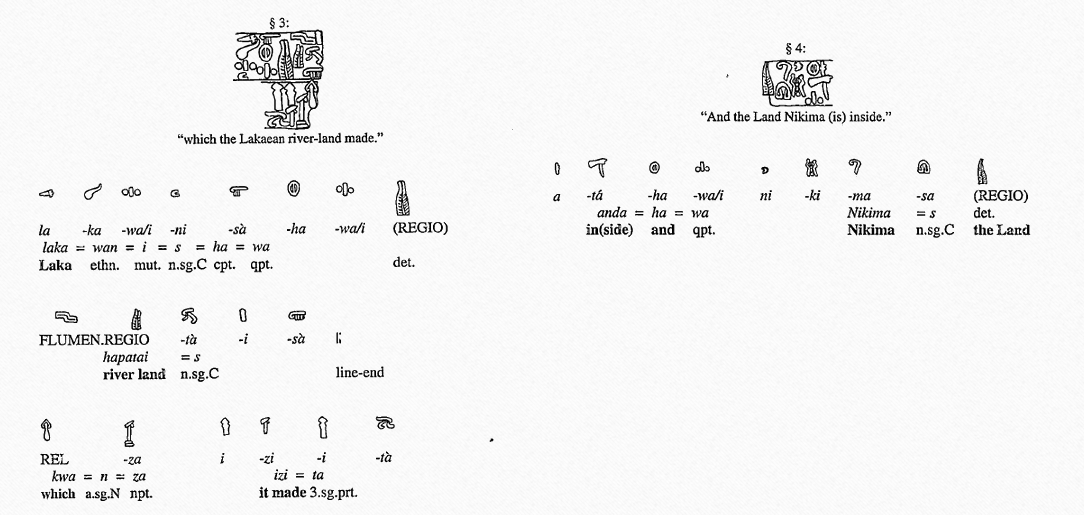 § 3:
“which the Lakaean river-land made.”
la -ka -wa/i -ni -sà -ha -wa/i (REGIO)
laka = wan = i = s = ha = wa
Laka ethn. mut. n.sg.C cpt. qpt. det.
FLUMEN.REGIO -tà -i -sà
hapatai = s
river land n.sg.C line-end
REL -za i -zi -i -tà
kwa = n = za izi = ta
which a.sg.N npt. it made 3.sg.prt.
§ 4:
“And the Land Nikima (is) inside.”
a -tá -ha -wa/i ni -ki -ma -sa (REGIO)
anda = ha = wa Nikima = s det.
in(side) and qpt. Nikima n.sg.C the Land